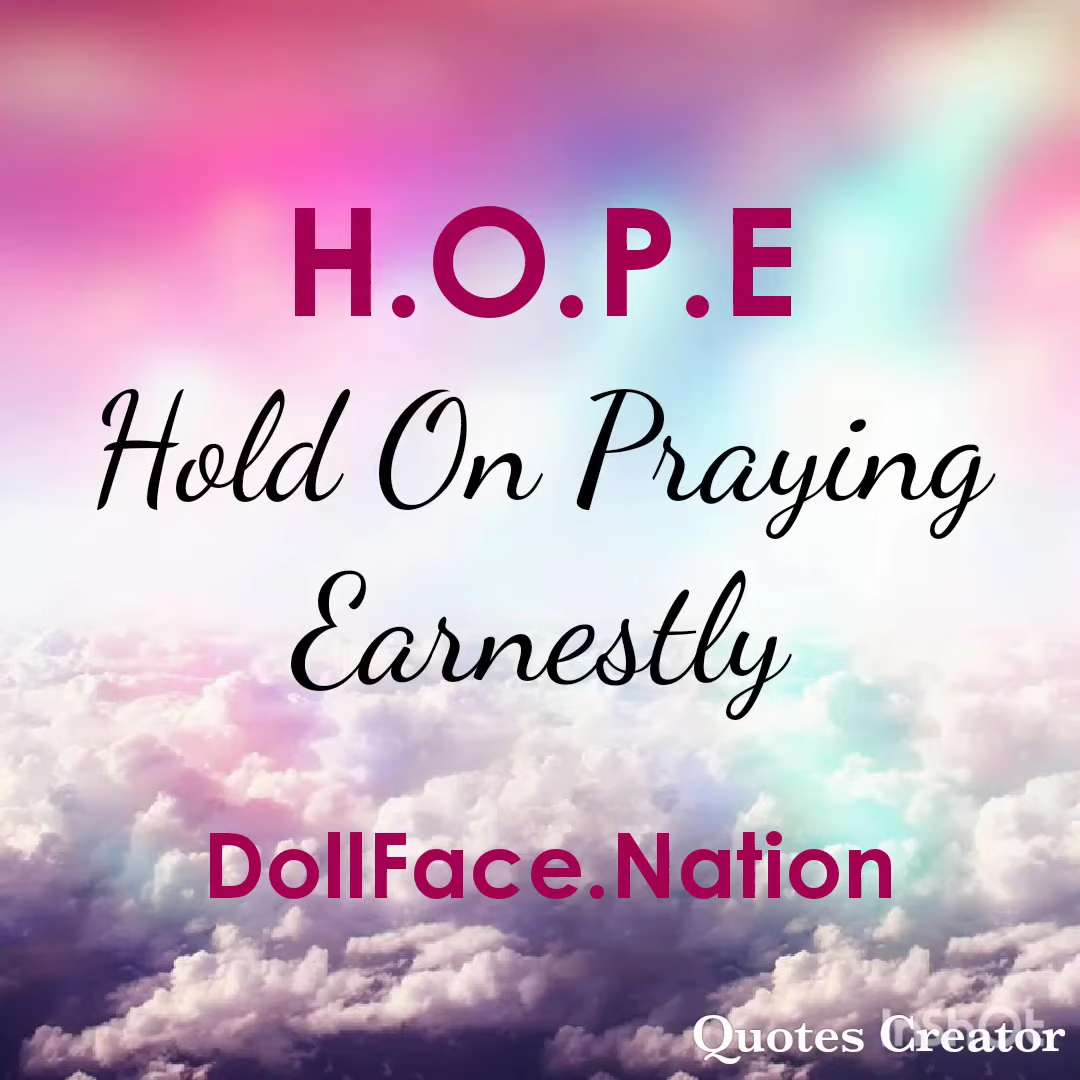 H.O.P.E
Hold On Praying
Earnestly
DollFace.Nation
Quotes Creator